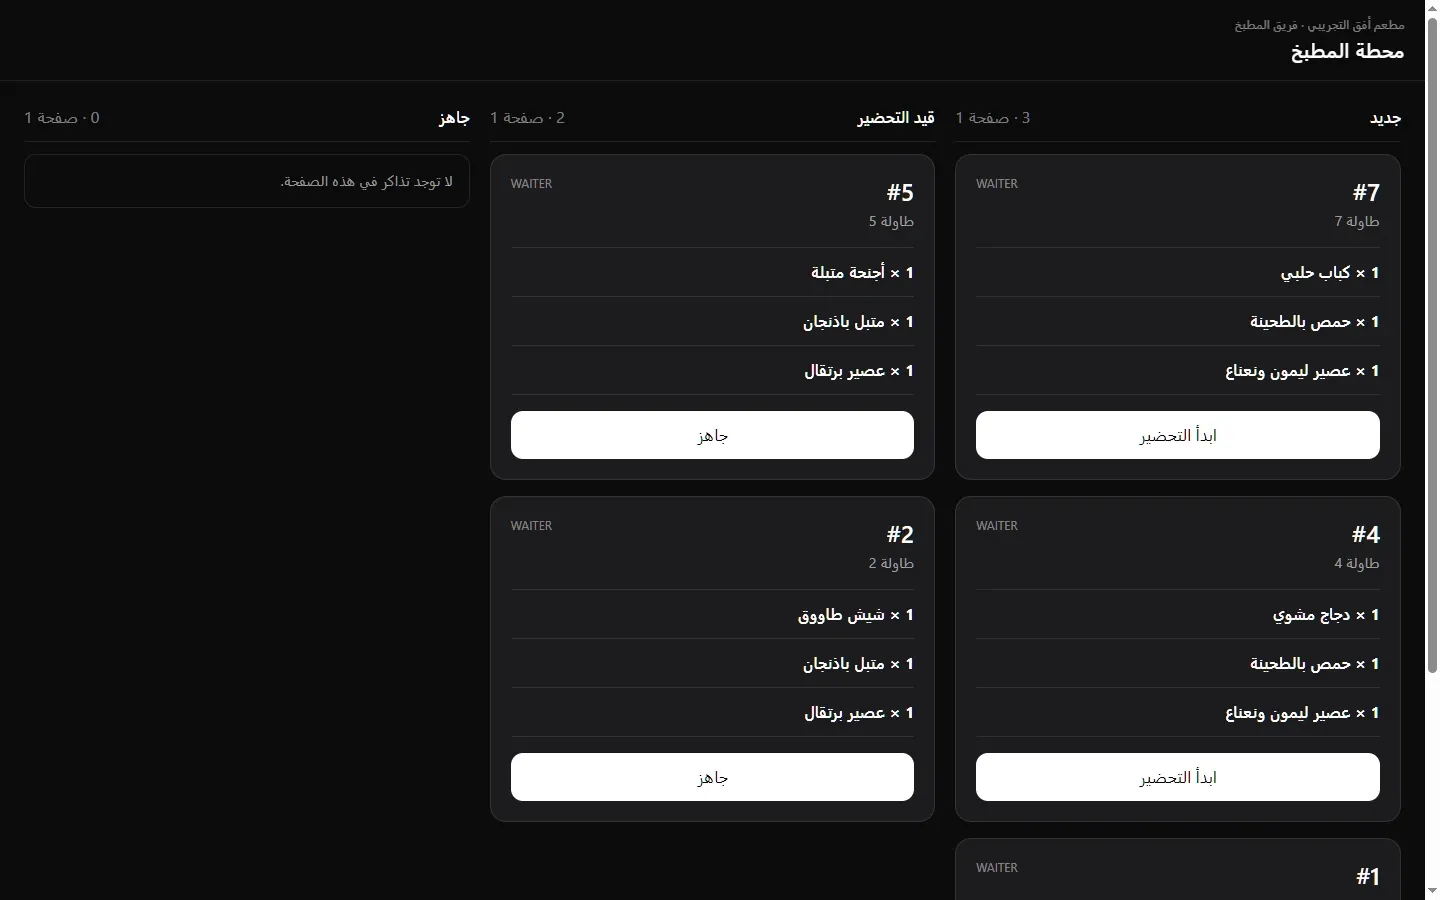 مطعم أفق التجريبي · فريق المطبخ
محطة المطبخ
جديد
3 · صفحة 1
#7
WAITER
طاولة 7
1 × كباب حلبي
1 × حمص بالطحينة
1 × عصير ليمون ونعناع
ابدأ التحضير
#4
WAITER
طاولة 4
1 × دجاج مشوي
1 × حمص بالطحينة
1 × عصير ليمون ونعناع
ابدأ التحضير
#1
WAITER
قيد التحضير
2 · صفحة 1
#5
WAITER
طاولة 5
1 × أجنحة متبلة
1 × متبل باذنجان
1 × عصير برتقال
جاهز
#2
WAITER
طاولة 2
1 × شيش طاووق
1 × متبل باذنجان
1 × عصير برتقال
جاهز
جاهز
0 · صفحة 1
لا توجد تذاكر في هذه الصفحة.